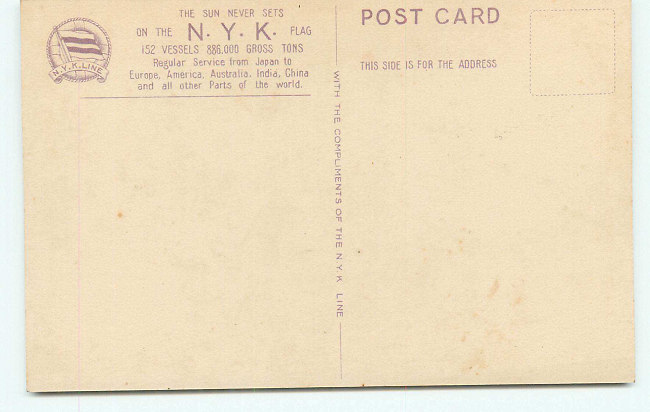 THE SUN NEVER SETS
ON THE N. Y. K. FLAG
152 VESSELS 886,000 GROSS TONS
Regular Service from Japan to
Europe, America, Australia, India, China
and all other Parts of the world.
N.Y.K. LINE
WITH THE COMPLIMENTS OF THE N.Y.K. LINE
POST CARD
THIS SIDE IS FOR THE ADDRESS